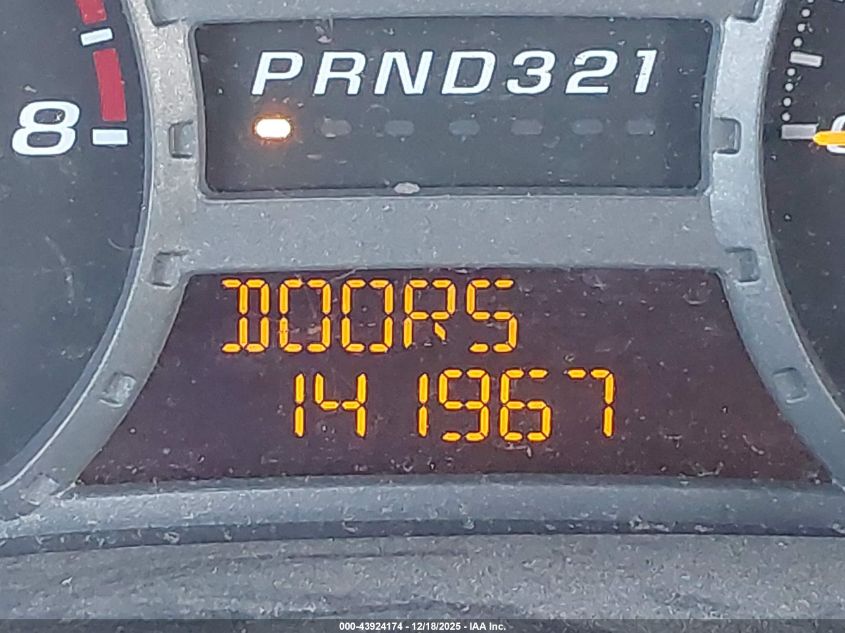 PRND321
8
DOORS
141967
000-43924174 - 12/18/2025 - IAA Inc.